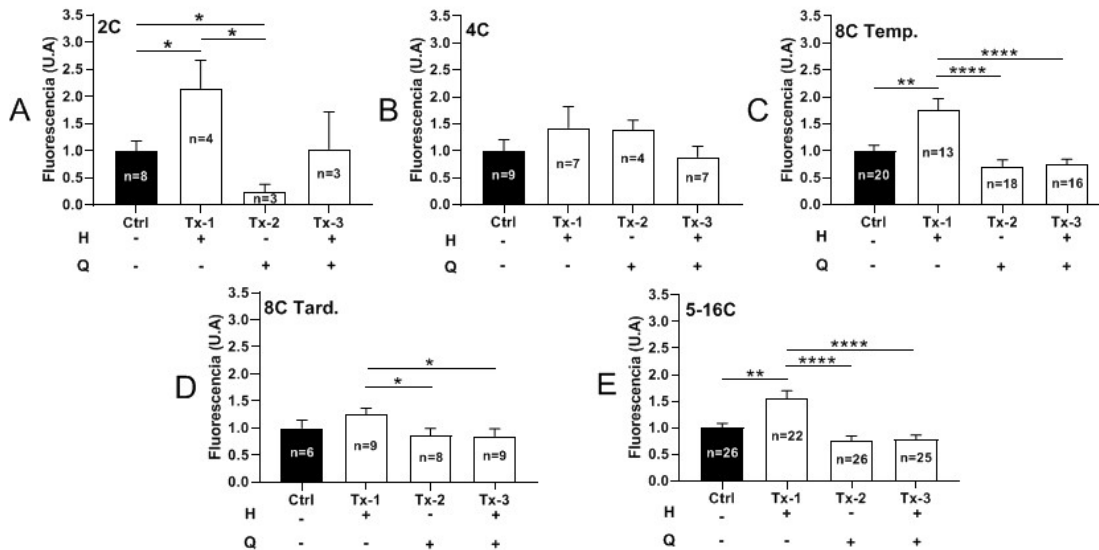 A
2C
Fluorescencia (U.A)
3.5
3.0
2.5
2.0
1.5
1.0
0.5
0.0
* * *
n=8 n=4 n=3 n=3
Ctrl Tx-1 Tx-2 Tx-3
H - + - +
Q - - + +
B
4C
Fluorescencia (U.A)
3.5
3.0
2.5
2.0
1.5
1.0
0.5
0.0
n=9 n=7 n=4 n=7
Ctrl Tx-1 Tx-2 Tx-3
- + - +
- - + +
C
8C Temp.
Fluorescencia (U.A)
3.5
3.0
2.5
2.0
1.5
1.0
0.5
0.0
** **** ****
n=20 n=13 n=18 n=16
Ctrl Tx-1 Tx-2 Tx-3
- + - +
- - + +
D
8C Tard.
Fluorescencia (U.A)
3.5
3.0
2.5
2.0
1.5
1.0
0.5
0.0
* *
n=6 n=9 n=8 n=9
Ctrl Tx-1 Tx-2 Tx-3
H - + - +
Q - - + +
E
5-16C
Fluorescencia (U.A)
3.5
3.0
2.5
2.0
1.5
1.0
0.5
0.0
** **** ****
n=26 n=22 n=26 n=25
Ctrl Tx-1 Tx-2 Tx-3
H - + - +
Q - - + +